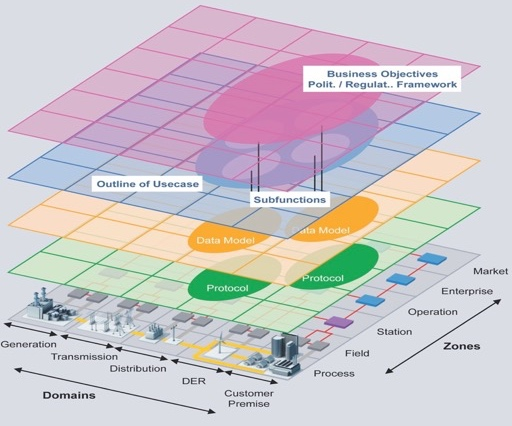 Business Objectives
Polit. / Regulat.. Framework
Outline of Usecase
Subfunctions
Data Model
Data Model
Protocol
Protocol
Market
Enterprise
Operation
Station
Field
Process
Zones
Generation
Transmission
Distribution
DER
Customer
Premise
Domains